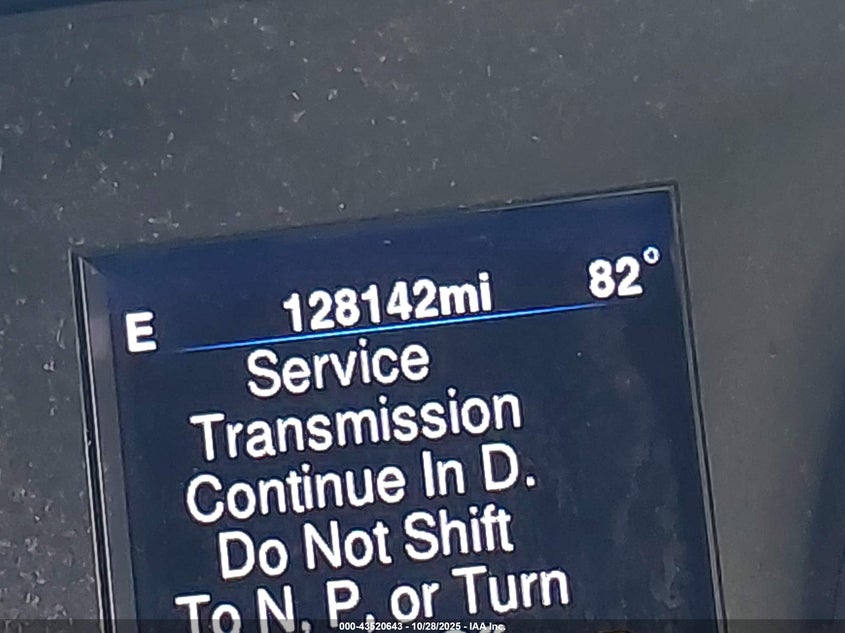 E 128142mi 82°
Service
Transmission
Continue In D.
Do Not Shift
To N, P, or Turn
000-43520643 - 10/28/2025 - IAA Inc.